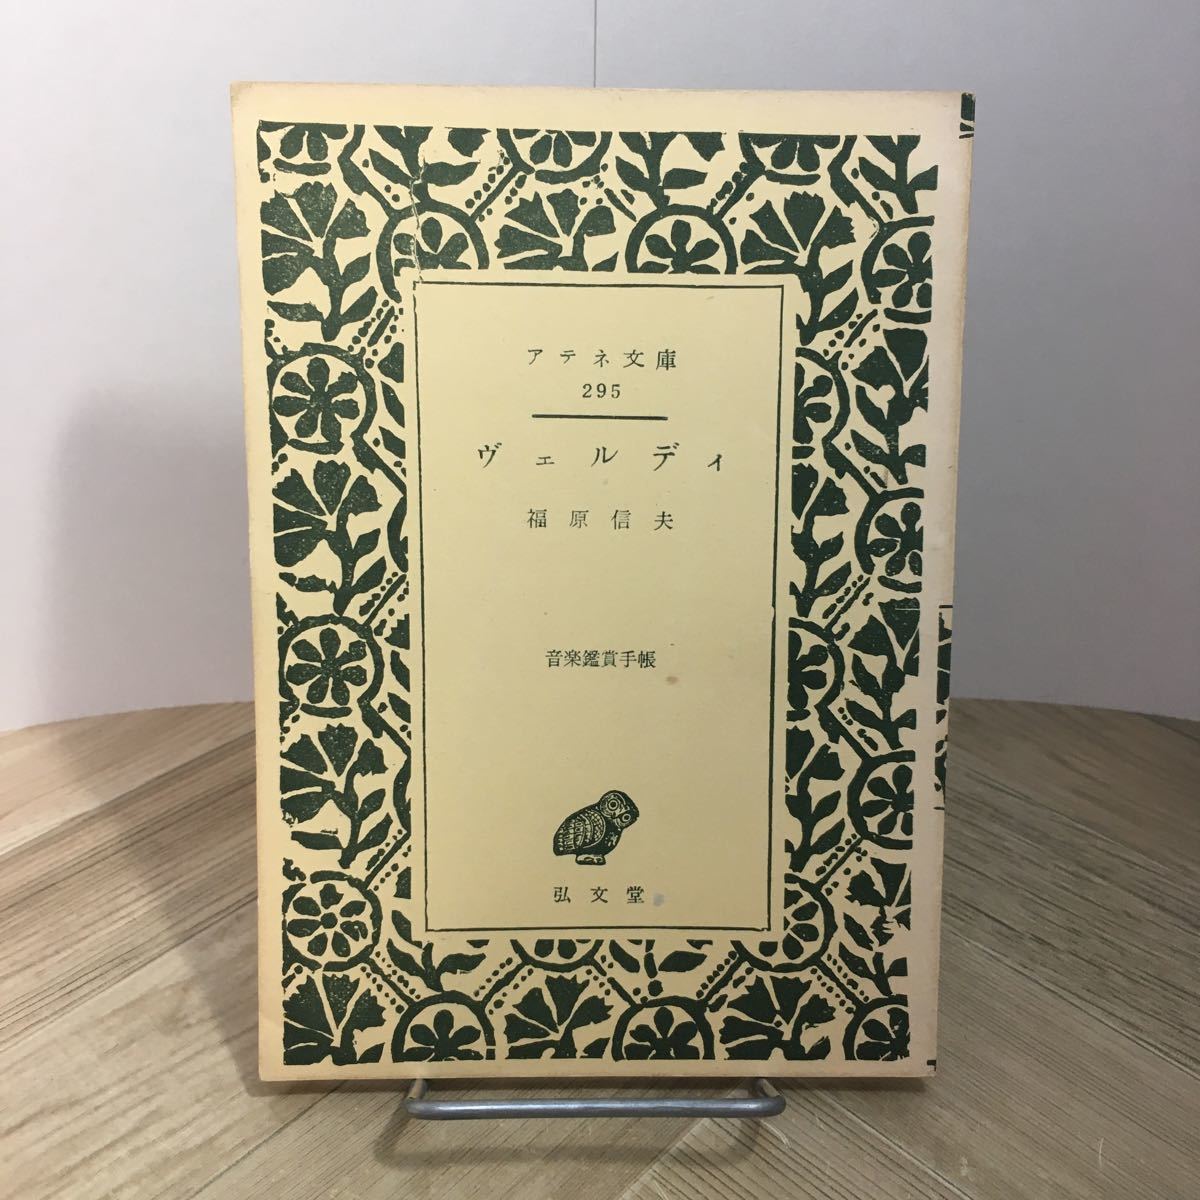 アテネ文庫
295
ヴェルディ
福原信夫
音楽鑑賞手帳
弘文堂